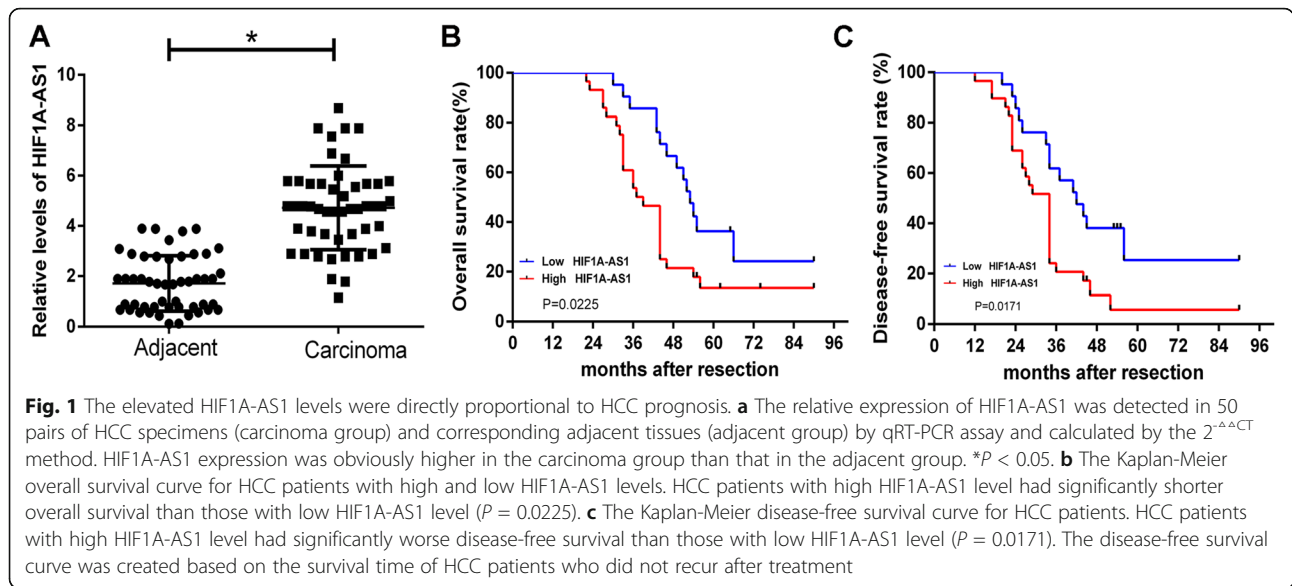 A
*
Relative levels of HIF1A-AS1
10
8
6
4
2
0
Adjacent
Carcinoma
B
Overall survival rate(%)
100
80
60
40
20
0
Low HIF1A-AS1
High HIF1A-AS1
P=0.0225
0 12 24 36 48 60 72 84 96
months after resection
C
Disease-free survival rate (%)
100
80
60
40
20
0
Low HIF1A-AS1
High HIF1A-AS1
P=0.0171
0 12 24 36 48 60 72 84 96
months after resection
Fig. 1 The elevated HIF1A-AS1 levels were directly proportional to HCC prognosis. a The relative expression of HIF1A-AS1 was detected in 50
pairs of HCC specimens (carcinoma group) and corresponding adjacent tissues (adjacent group) by qRT-PCR assay and calculated by the 2-△△CT
method. HIF1A-AS1 expression was obviously higher in the carcinoma group than that in the adjacent group. *P < 0.05. b The Kaplan-Meier
overall survival curve for HCC patients with high and low HIF1A-AS1 levels. HCC patients with high HIF1A-AS1 level had significantly shorter
overall survival than those with low HIF1A-AS1 level (P = 0.0225). c The Kaplan-Meier disease-free survival curve for HCC patients. HCC patients
with high HIF1A-AS1 level had significantly worse disease-free survival than those with low HIF1A-AS1 level (P = 0.0171). The disease-free survival
curve was created based on the survival time of HCC patients who did not recur after treatment